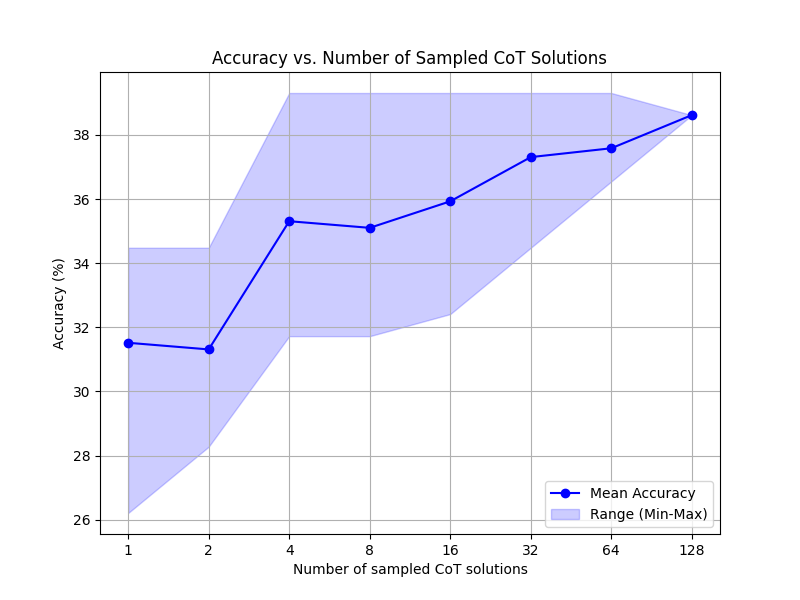 Accuracy vs. Number of Sampled CoT Solutions
Accuracy (%)
38
36
34
32
30
28
26
1 2 4 8 16 32 64 128
Number of sampled CoT solutions
Mean Accuracy
Range (Min-Max)